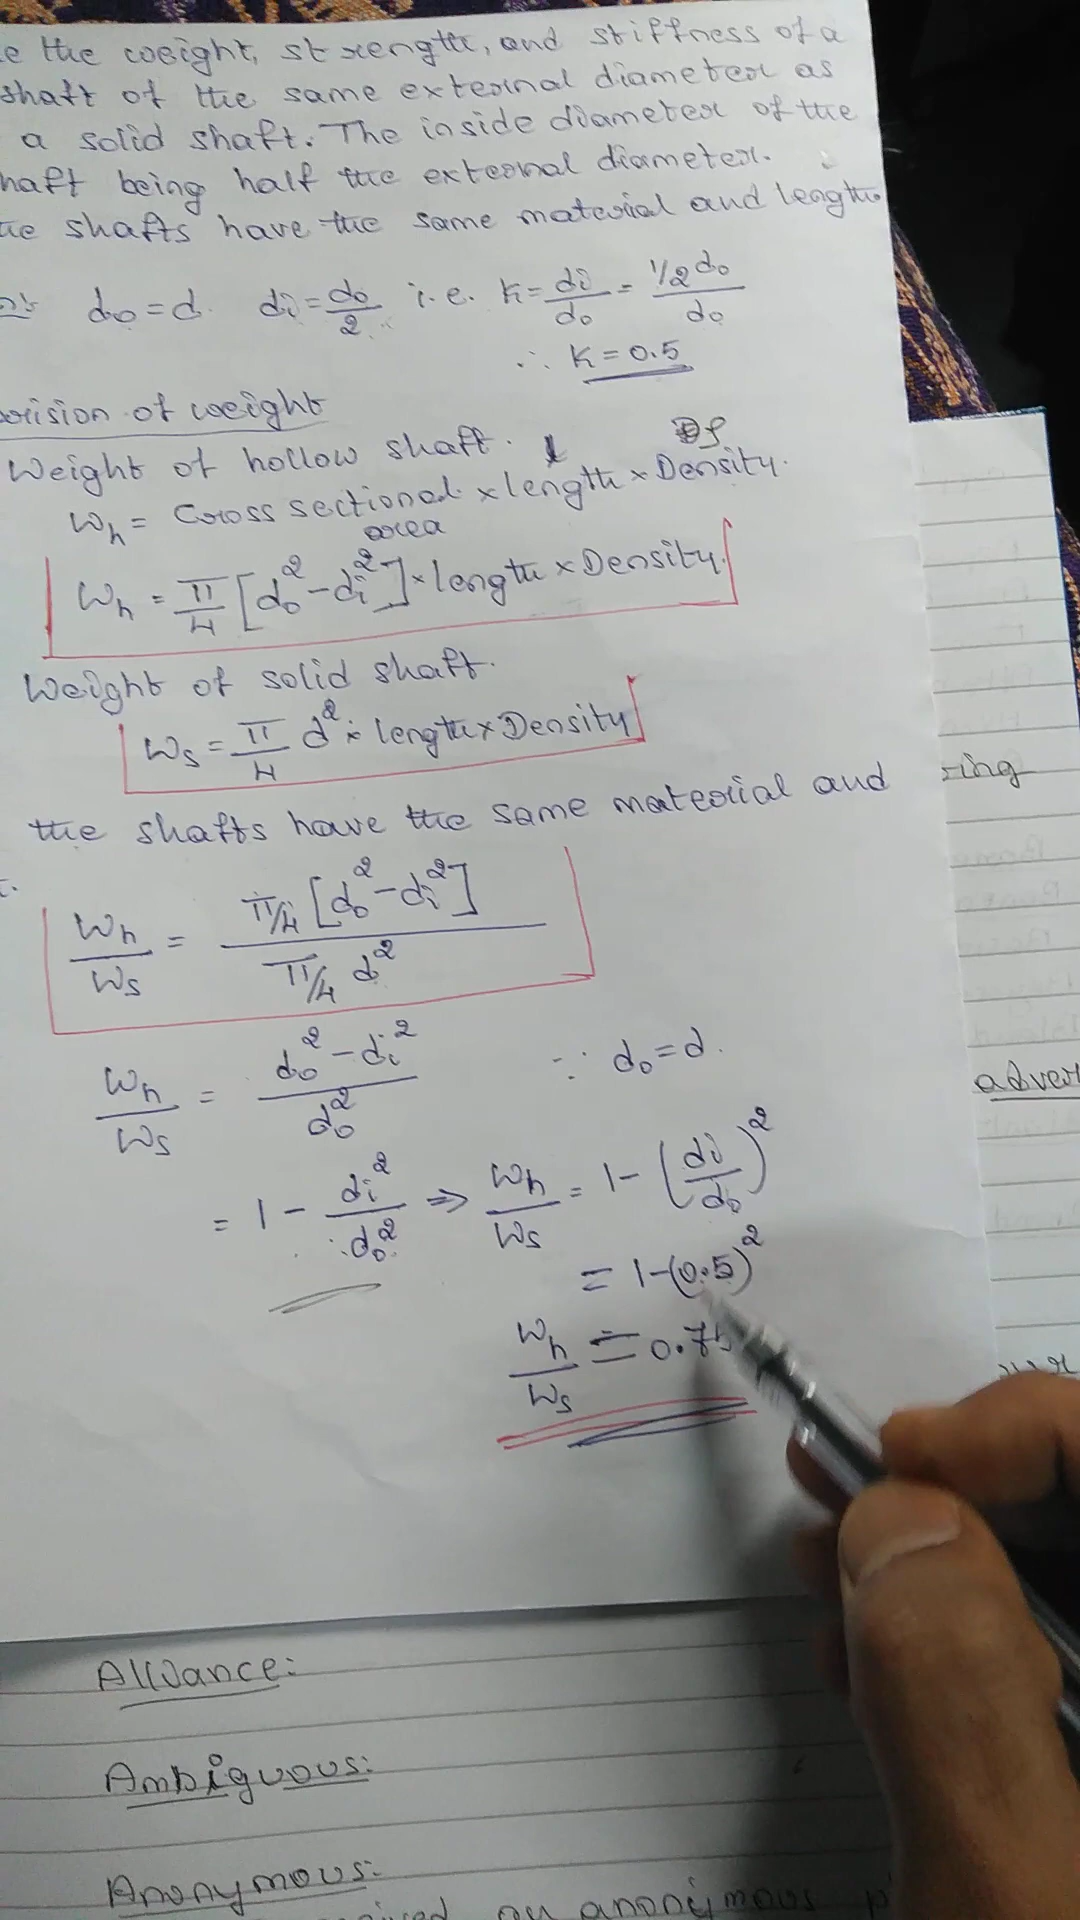 the weight, strength, and stiffness of a
shaft of the same external diameter as
a solid shaft. The inside diameter of the
being half the external diameter.
shafts have the same material and length.
do = d. di = do/2 i.e. K = di/do = 1/2 do/do
∴ K = 0.5
of weight
Weight of hollow shaft.
ρ
Wh = Cross sectional area × length × Density.
Wh = π/4 [do² - di²] × length × Density.
Weight of solid shaft.
Ws = π/4 d² × length × Density
the shafts have the same material and
Wh/Ws = π/4 [do² - di²] / π/4 d²
Wh/Ws = do² - di² / do² ∵ do = d.
= 1 - di²/do² ⇒ Wh/Ws = 1 - (di/do)²
= 1 - (0.5)²
Wh/Ws = 0.75
ring
adver
Allvance:
Ambiguous:
Anonymous:
anonymous